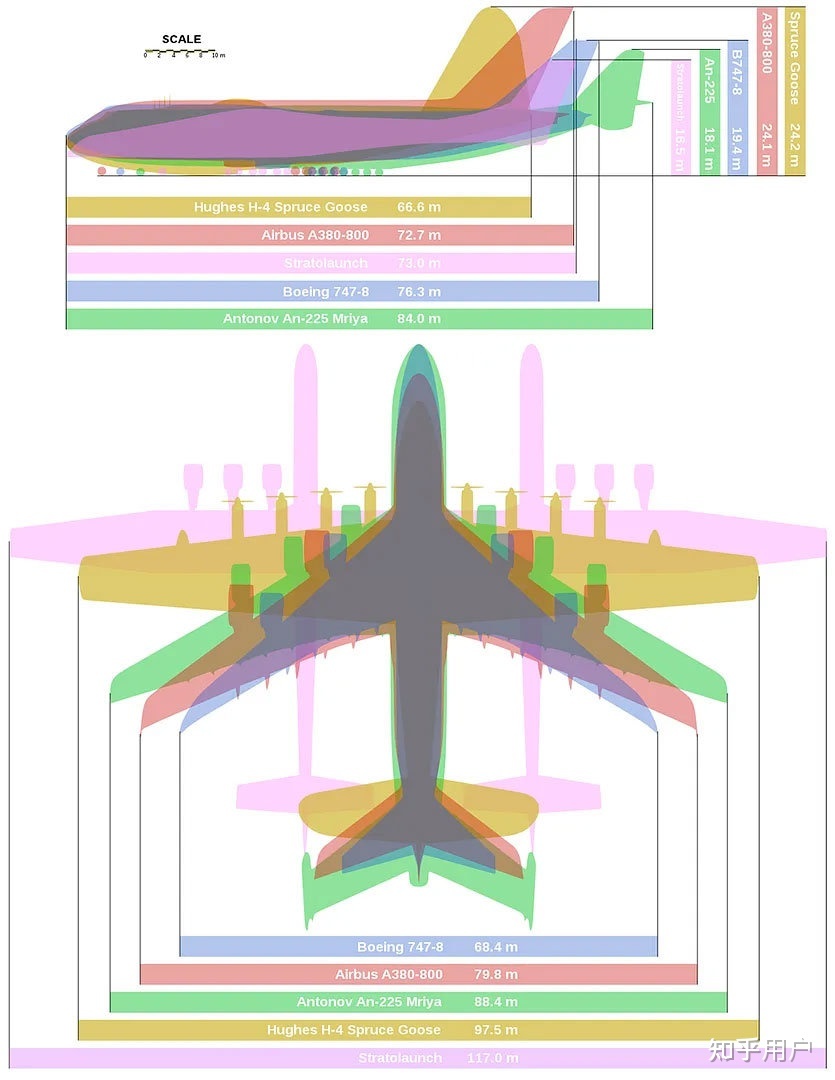 SCALE
0 2 4 6 8 10 m
Stratolaunch 16.5 m
An-225 18.1 m
B747-8 19.4 m
A380-800 24.1 m
Spruce Goose 24.2 m
Hughes H-4 Spruce Goose 66.6 m
Airbus A380-800 72.7 m
Stratolaunch 73.0 m
Boeing 747-8 76.3 m
Antonov An-225 Mriya 84.0 m
Boeing 747-8 68.4 m
Airbus A380-800 79.8 m
Antonov An-225 Mriya 88.4 m
Hughes H-4 Spruce Goose 97.5 m
Stratolaunch 117.0 m
知乎用户